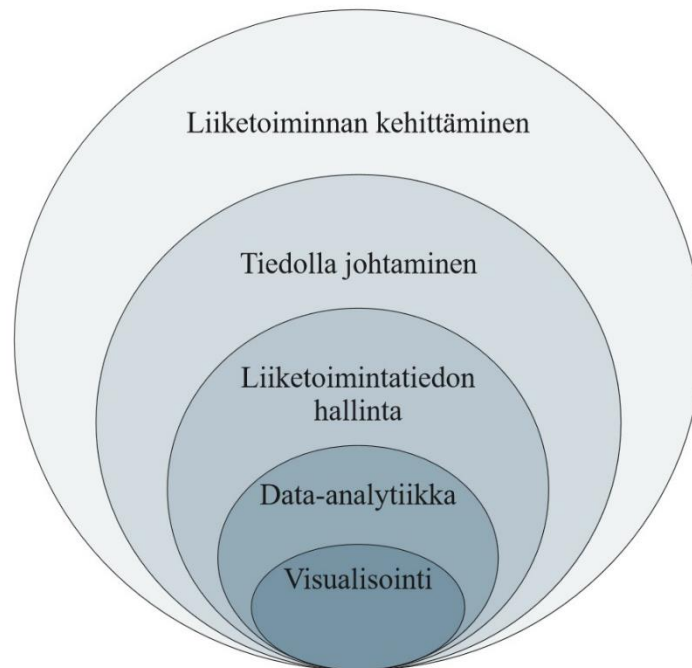 Liiketoiminnan kehittäminen
Tiedolla johtaminen
Liiketoimintatiedon
hallinta
Data-analytiikka
Visualisointi